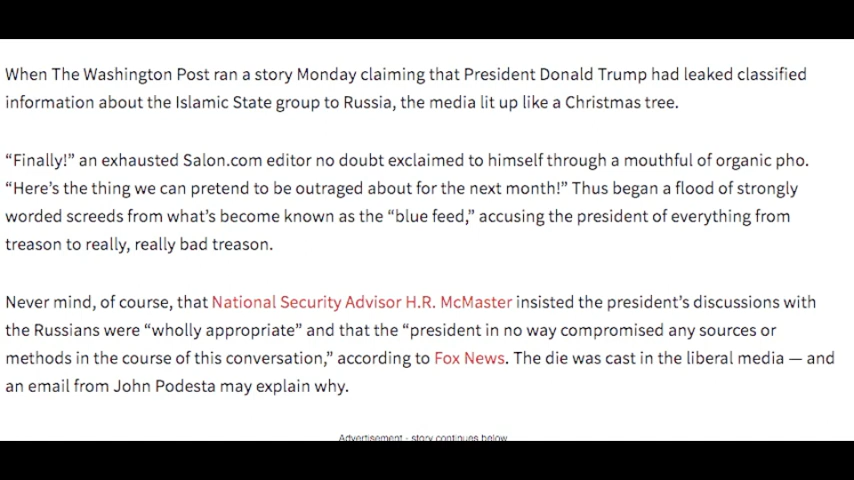 When The Washington Post ran a story Monday claiming that President Donald Trump had leaked classified
information about the Islamic State group to Russia, the media lit up like a Christmas tree.
“Finally!” an exhausted Salon.com editor no doubt exclaimed to himself through a mouthful of organic pho.
“Here’s the thing we can pretend to be outraged about for the next month!” Thus began a flood of strongly
worded screeds from what’s become known as the “blue feed,” accusing the president of everything from
treason to really, really bad treason.
Never mind, of course, that National Security Advisor H.R. McMaster insisted the president’s discussions with
the Russians were “wholly appropriate” and that the “president in no way compromised any sources or
methods in the course of this conversation,” according to Fox News. The die was cast in the liberal media — and
an email from John Podesta may explain why.
Advertisement - story continues below